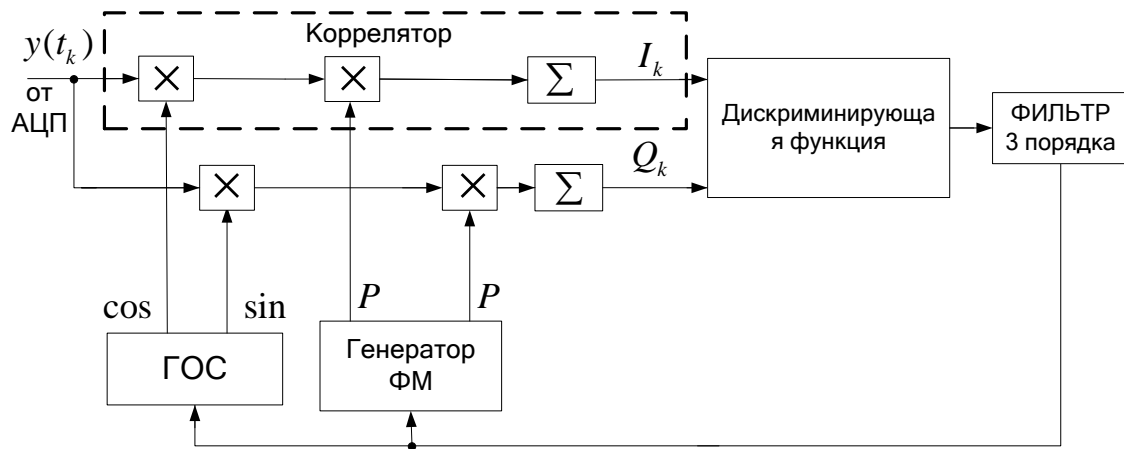 Коррелятор
y(t_k)
от
АЦП
×
×
Σ
I_k
Дискриминирующа
я функция
ФИЛЬТР
3 порядка
×
×
Σ
Q_k
cos
sin
P
P
ГОС
Генератор
ФМ